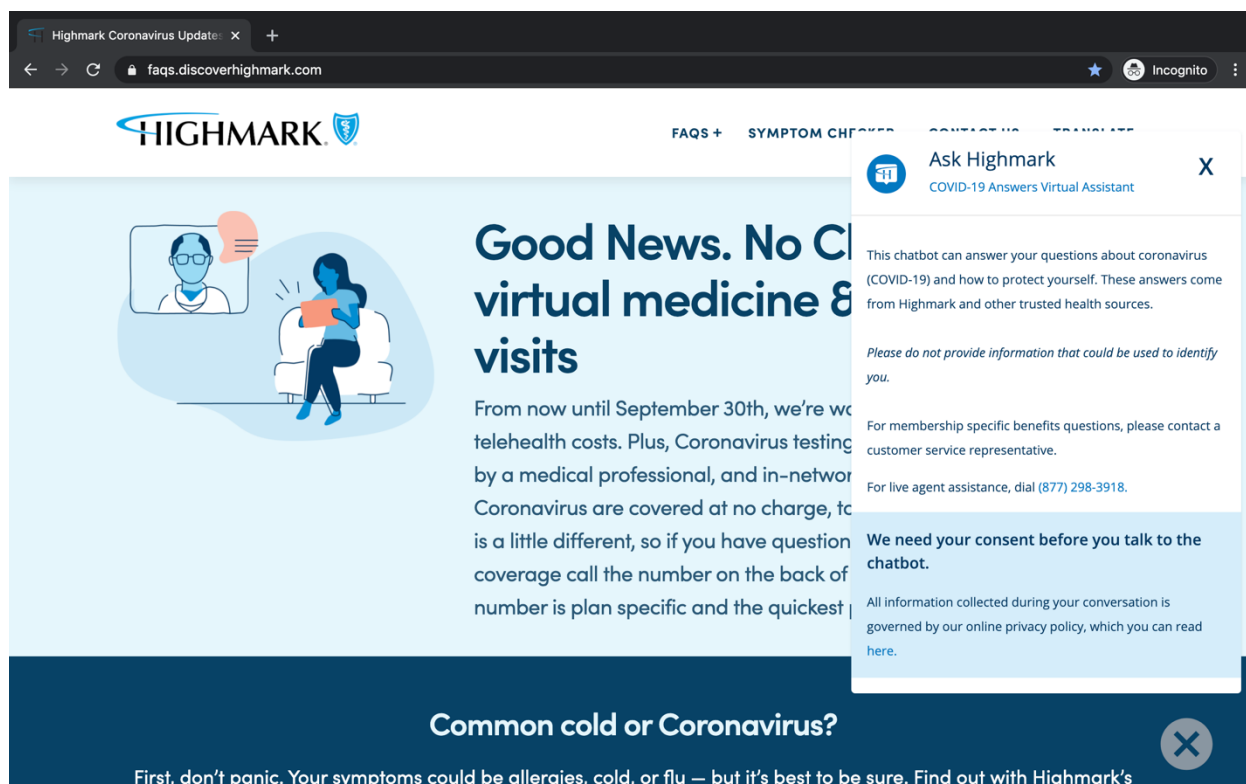 Highmark Coronavirus Updates
faqs.discoverhighmark.com
Incognito
HIGHMARK
FAQS +
SYMPTOM CHECKER
CONTACT US
TRANSLATE
Good News. No
virtual medicine &
visits
From now until September 30th, we're
telehealth costs. Plus, Coronavirus testing
by a medical professional, and
Coronavirus are covered at no charge,
is a little different, so if you have
coverage call the number on the back of
number is plan specific and the quickest
Ask Highmark
X
COVID-19 Answers Virtual Assistant
This chatbot can answer your questions about coronavirus
(COVID-19) and how to protect yourself. These answers come
from Highmark and other trusted health sources.
Please do not provide information that could be used to identify
you.
For membership specific benefits questions, please contact a
customer service representative.
For live agent assistance, dial (877) 298-3918.
We need your consent before you talk to the
chatbot.
All information collected during your conversation is
governed by our online privacy policy, which you can read
here.
Common cold or Coronavirus?
First, don't panic. Your symptoms could be allergies, cold, or flu — but it's best to be sure. Find out with Highmark's